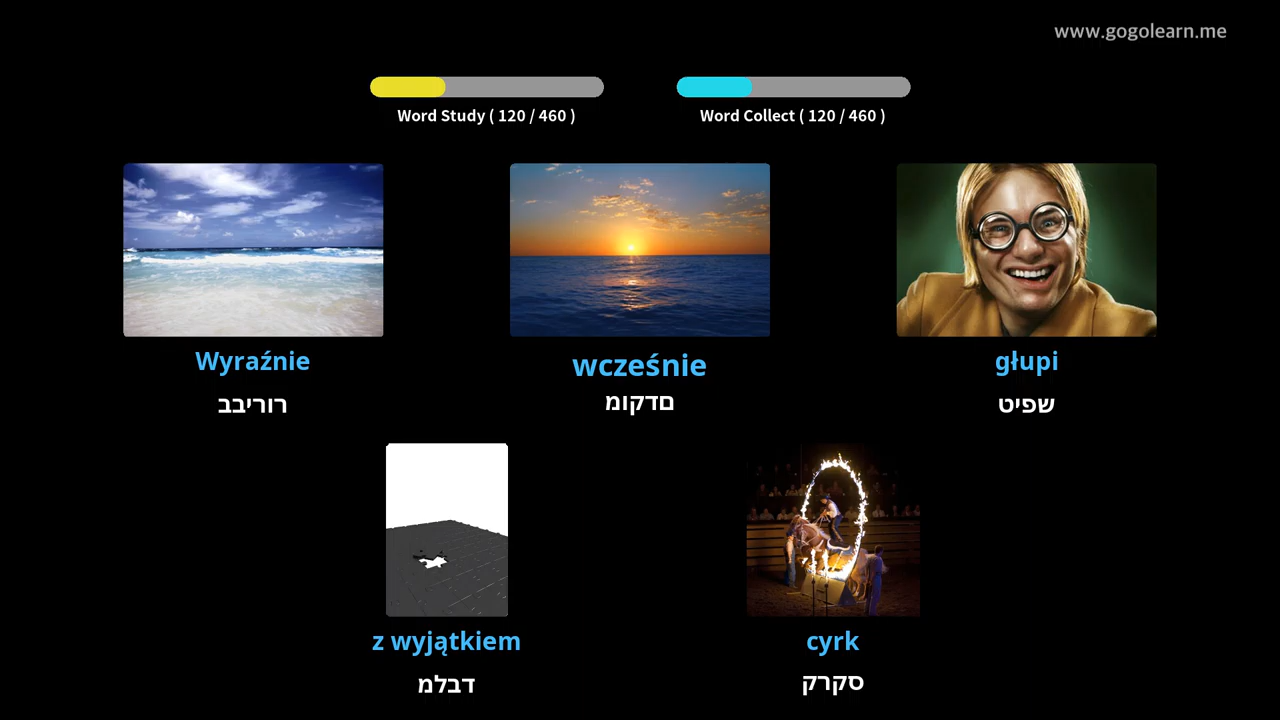 www.gogolearn.me
Word Study ( 120 / 460 )
Word Collect ( 120 / 460 )
Wyraźnie
רוריבב
wcześnie
םדקומ
głupi
שפיט
z wyjątkiem
דבלמ
cyrk
סקרק